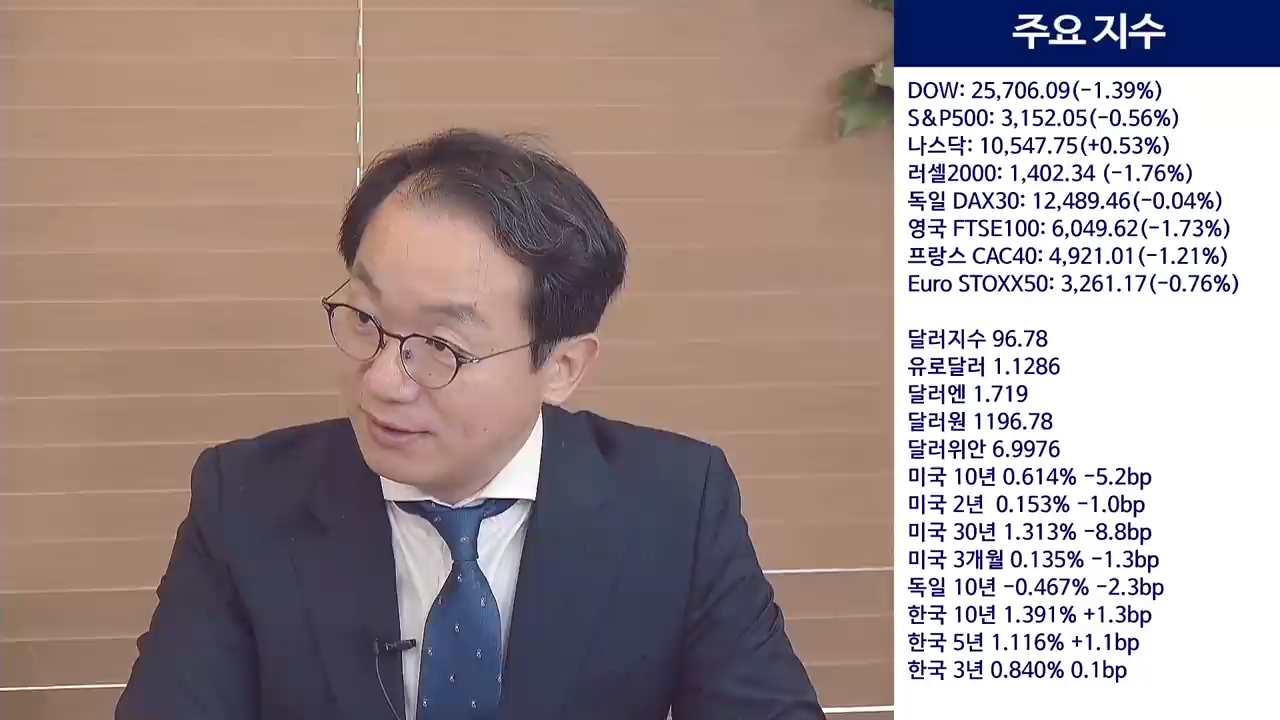 주요 지수
DOW: 25,706.09(-1.39%)
S&P500: 3,152.05(-0.56%)
나스닥: 10,547.75(+0.53%)
러셀2000: 1,402.34 (-1.76%)
독일 DAX30: 12,489.46(-0.04%)
영국 FTSE100: 6,049.62(-1.73%)
프랑스 CAC40: 4,921.01(-1.21%)
Euro STOXX50: 3,261.17(-0.76%)
달러지수 96.78
유로달러 1.1286
달러엔 1.719
달러원 1196.78
달러위안 6.9976
미국 10년 0.614% -5.2bp
미국 2년 0.153% -1.0bp
미국 30년 1.313% -8.8bp
미국 3개월 0.135% -1.3bp
독일 10년 -0.467% -2.3bp
한국 10년 1.391% +1.3bp
한국 5년 1.116% +1.1bp
한국 3년 0.840% 0.1bp